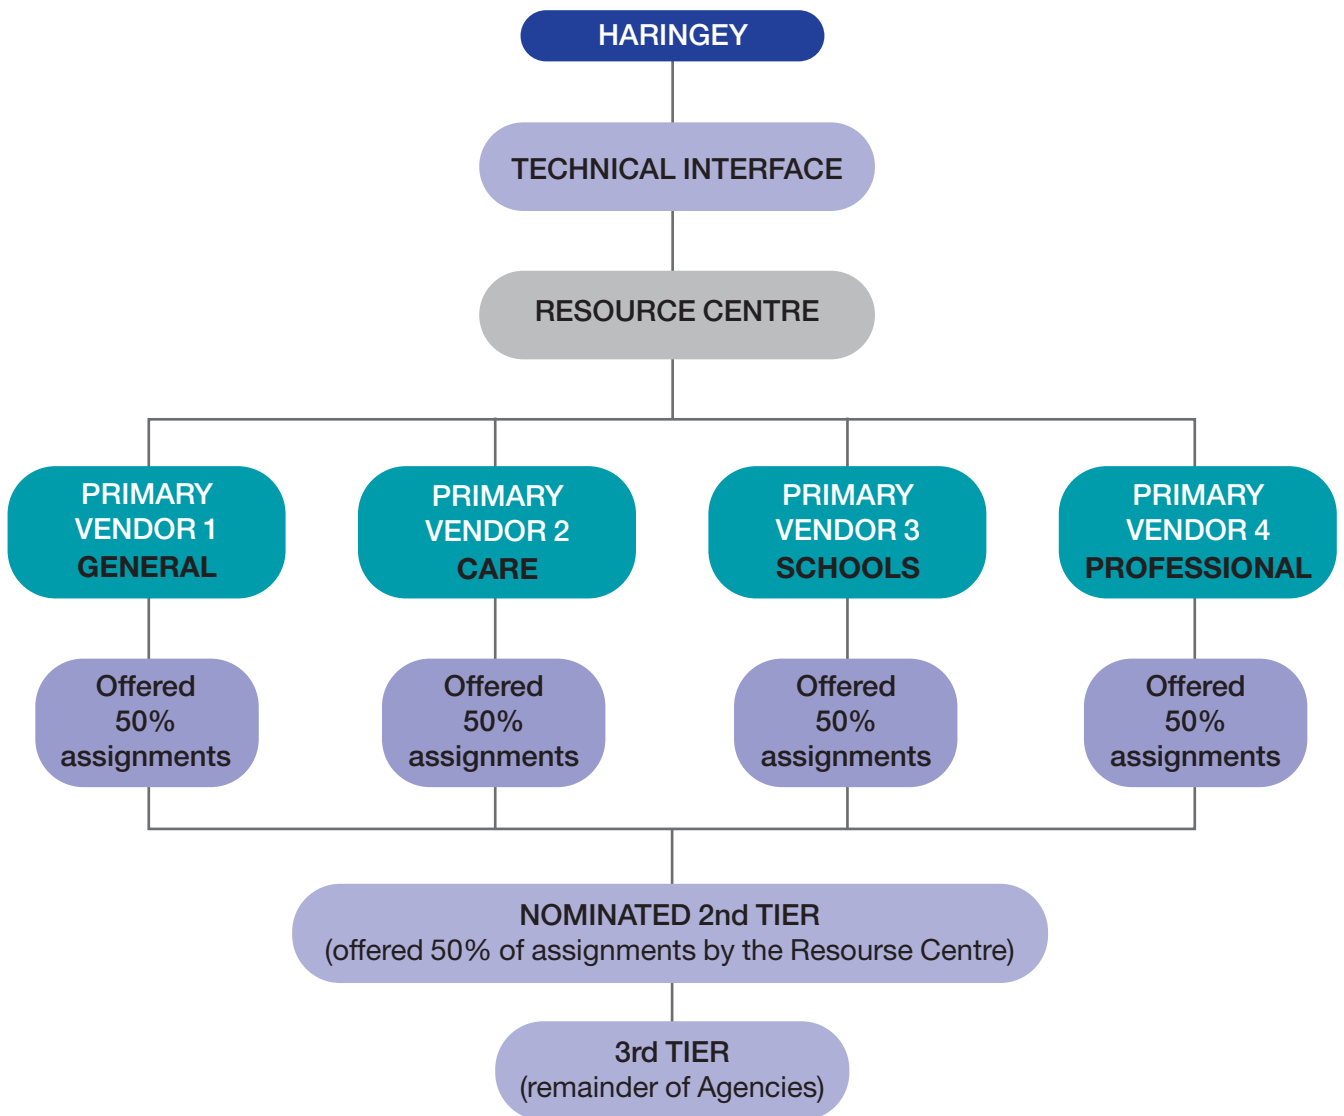 HARINGEY
TECHNICAL INTERFACE
RESOURCE CENTRE
PRIMARY
VENDOR 1
GENERAL
PRIMARY
VENDOR 2
CARE
PRIMARY
VENDOR 3
SCHOOLS
PRIMARY
VENDOR 4
PROFESSIONAL
Offered
50%
assignments
Offered
50%
assignments
Offered
50%
assignments
Offered
50%
assignments
NOMINATED 2nd TIER
(offered 50% of assignments by the Resourse Centre)
3rd TIER
(remainder of Agencies)